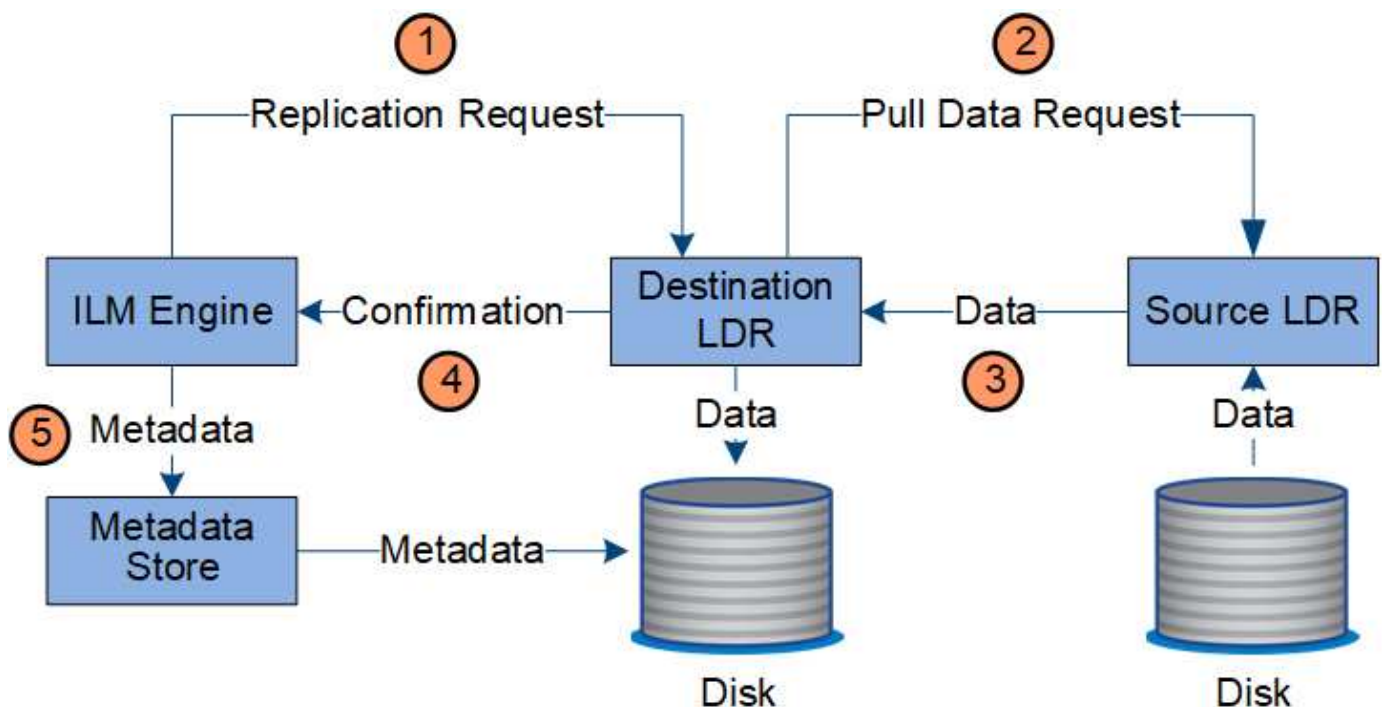 1
2
Replication Request
Pull Data Request
ILM Engine
Confirmation
Destination
LDR
Data
Source LDR
4
3
5
Metadata
Data
Data
Metadata
Store
Metadata
Disk
Disk